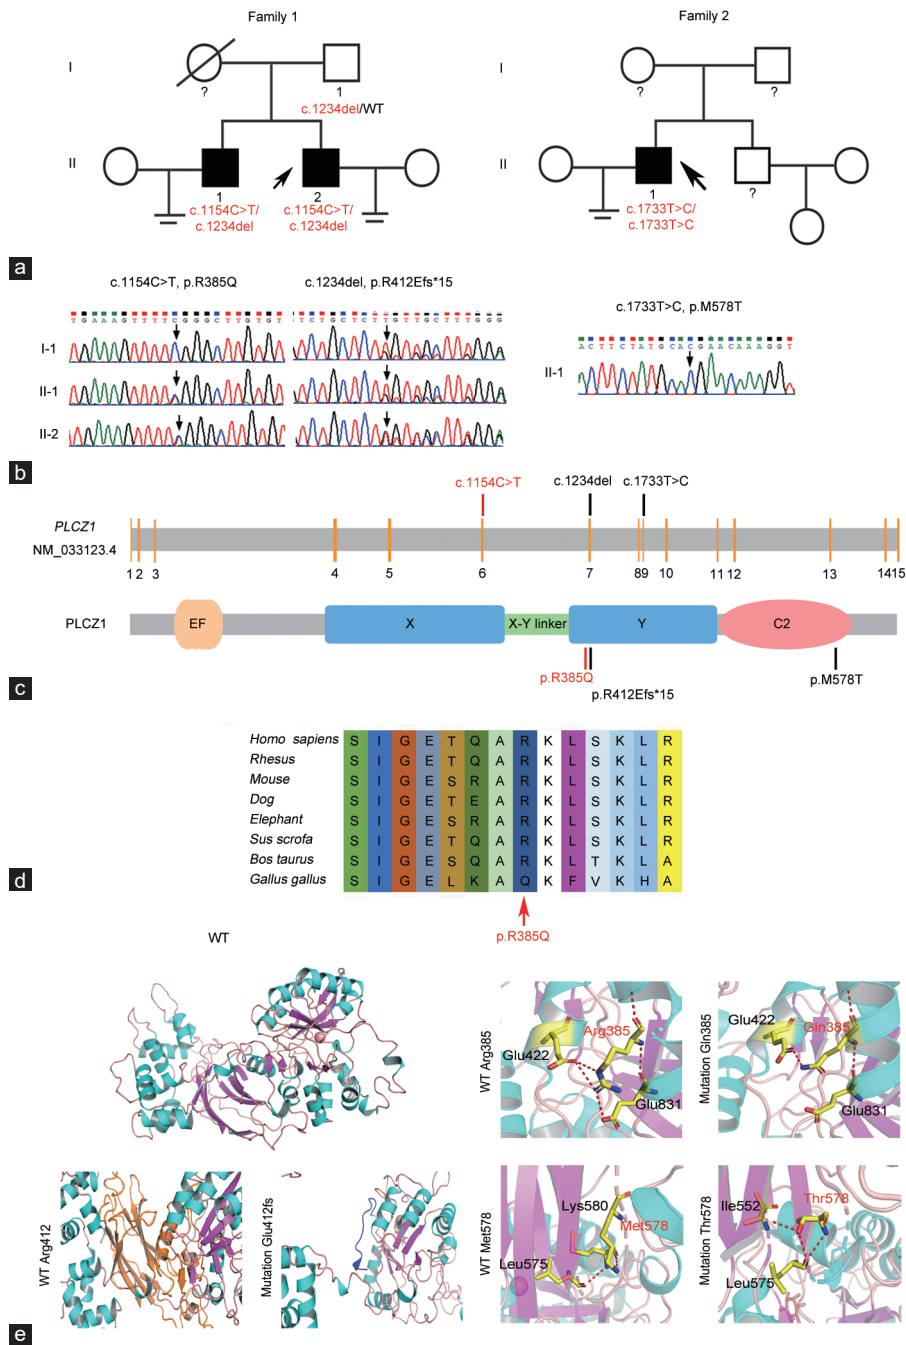 Family 1
Family 2
I
I
?
1
?
?
c.1234del/WT
II
II
1
2
1
?
c.1154C>T/
c.1234del
c.1154C>T/
c.1234del
c.1733T>C/
c.1733T>C
a
c.1154C>T, p.R385Q
c.1234del, p.R412Efs*15
c.1733T>C, p.M578T
TGAAAGTTTTCGGGCTTGTGT
TCTGCTCTTGTTGCTTTGGG
ACTTCTATGCACGAACAAAGGT
I-1
II-1
II-1
II-2
b
c.1154C>T
c.1234del
c.1733T>C
PLCZ1
NM_033123.4
1 2 3 4 5 6 7 8 9 10 11 12 13 14 15
PLCZ1
EF
X
X-Y linker
Y
C2
p.R385Q
p.R412Efs*15
p.M578T
c
Homo sapiens S I G E T Q A R K L S K L R
Rhesus S I G E T Q A R K L S K L R
Mouse S I G E S R A R K L S K L R
Dog S I G E T E A R K L S K L R
Elephant S I G E S R A R K L S K L R
Sus scrofa S I G E T Q A R K L S K L R
Bos taurus S I G E S Q A R K L T K L A
Gallus gallus S I G E L K A Q K F V K H A
d
p.R385Q
WT
WT Arg385
Glu422
Arg385
Glu831
Mutation Gln385
Glu422
Gln385
Glu831
WT Arg412
Mutation Glu412fs
WT Met578
Lys580
Met578
Leu575
Mutation Thr578
Ile552
Thr578
Leu575
e